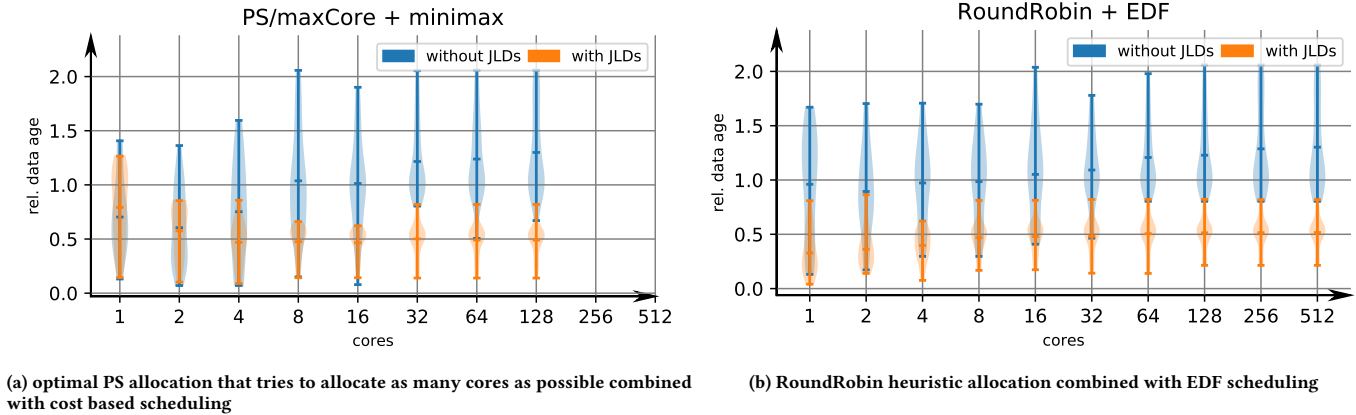 PS/maxCore + minimax
without JLDs with JLDs
rel. data age
2.0
1.5
1.0
0.5
0.0
1 2 4 8 16 32 64 128 256 512
cores
(a) optimal PS allocation that tries to allocate as many cores as possible combined
with cost based scheduling
RoundRobin + EDF
without JLDs with JLDs
rel. data age
2.0
1.5
1.0
0.5
0.0
1 2 4 8 16 32 64 128 256 512
cores
(b) RoundRobin heuristic allocation combined with EDF scheduling